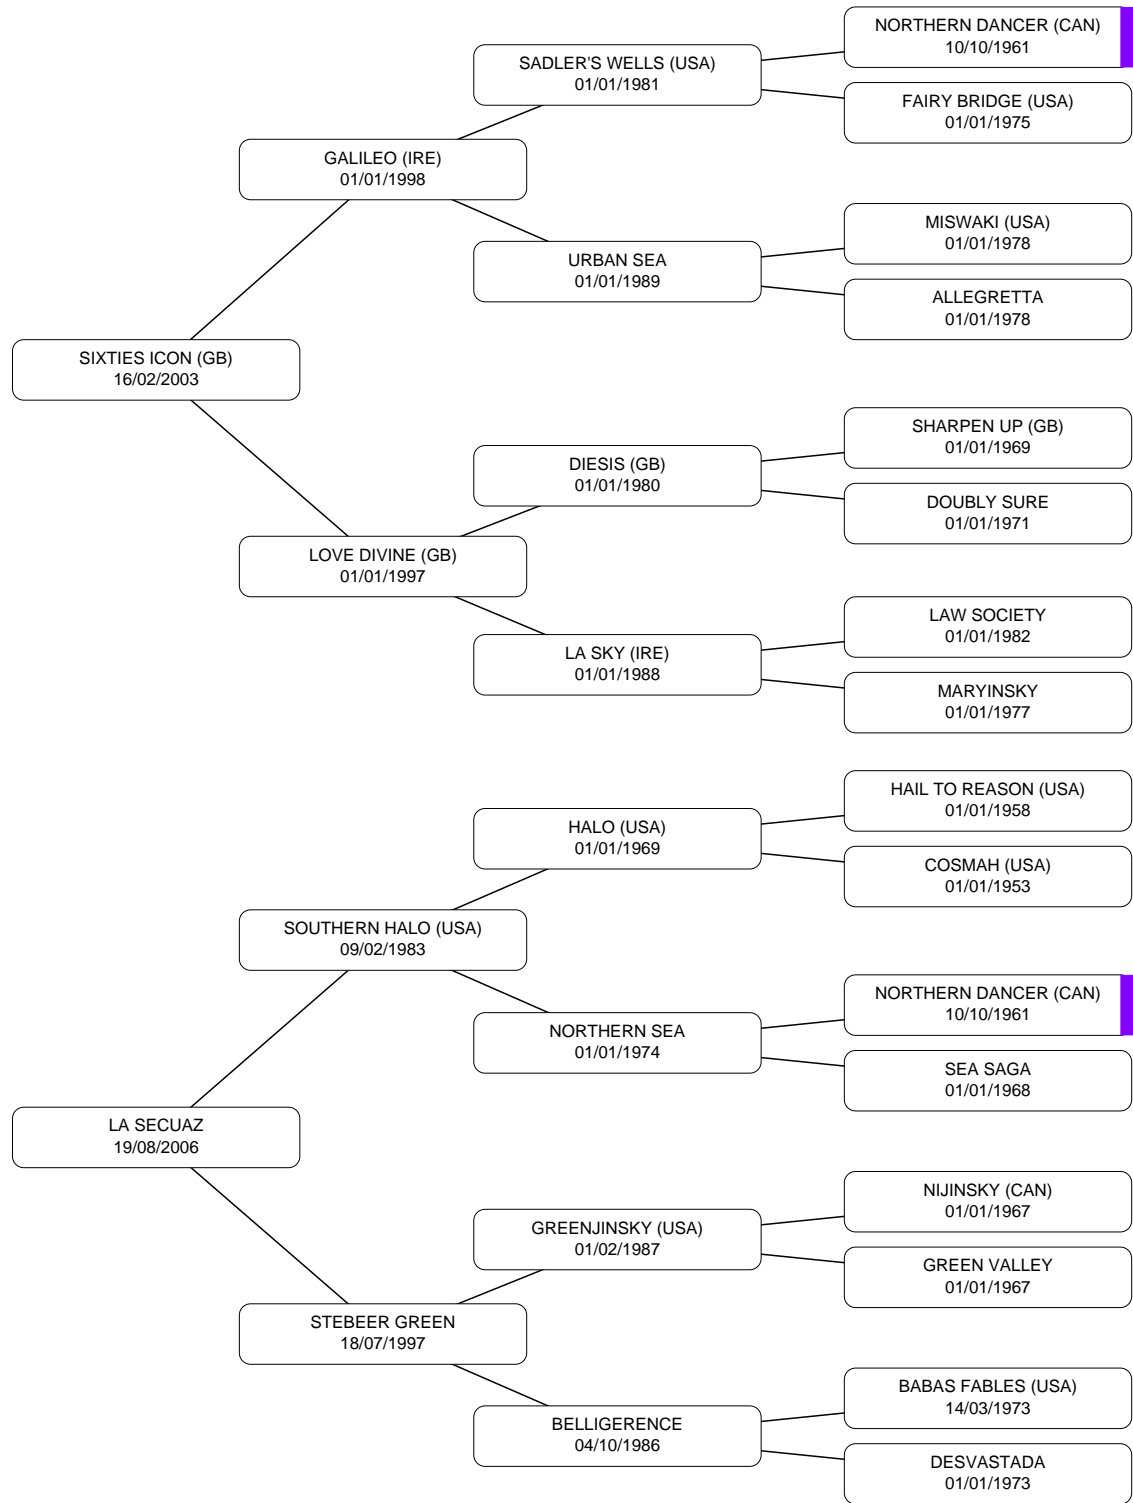 NORTHERN DANCER (CAN)
10/10/1961
SADLER'S WELLS (USA)
01/01/1981
FAIRY BRIDGE (USA)
01/01/1975
GALILEO (IRE)
01/01/1998
MISWAKI (USA)
01/01/1978
URBAN SEA
01/01/1989
ALLEGRETTA
01/01/1978
SIXTIES ICON (GB)
16/02/2003
SHARPEN UP (GB)
01/01/1969
DIESIS (GB)
01/01/1980
DOUBLY SURE
01/01/1971
LOVE DIVINE (GB)
01/01/1997
LAW SOCIETY
01/01/1982
LA SKY (IRE)
01/01/1988
MARYINSKY
01/01/1977
HAIL TO REASON (USA)
01/01/1958
HALO (USA)
01/01/1969
COSMAH (USA)
01/01/1953
SOUTHERN HALO (USA)
09/02/1983
NORTHERN DANCER (CAN)
10/10/1961
NORTHERN SEA
01/01/1974
SEA SAGA
01/01/1968
LA SECUAZ
19/08/2006
NIJINSKY (CAN)
01/01/1967
GREENJINSKY (USA)
01/02/1987
GREEN VALLEY
01/01/1967
STEBEER GREEN
18/07/1997
BABAS FABLES (USA)
14/03/1973
BELLIGERENCE
04/10/1986
DESVASTADA
01/01/1973